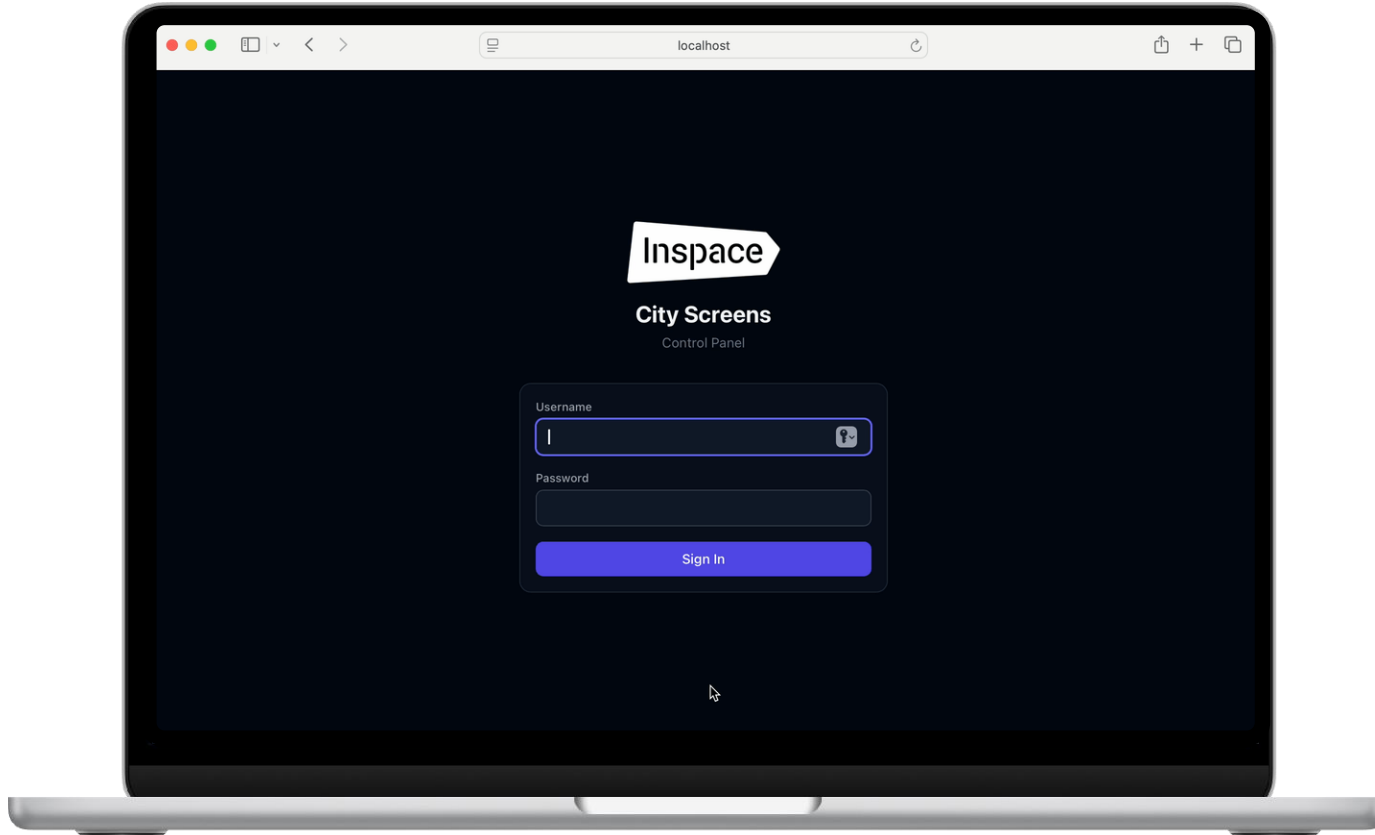 localhost
Inspace
City Screens
Control Panel
Username
Password
Sign In